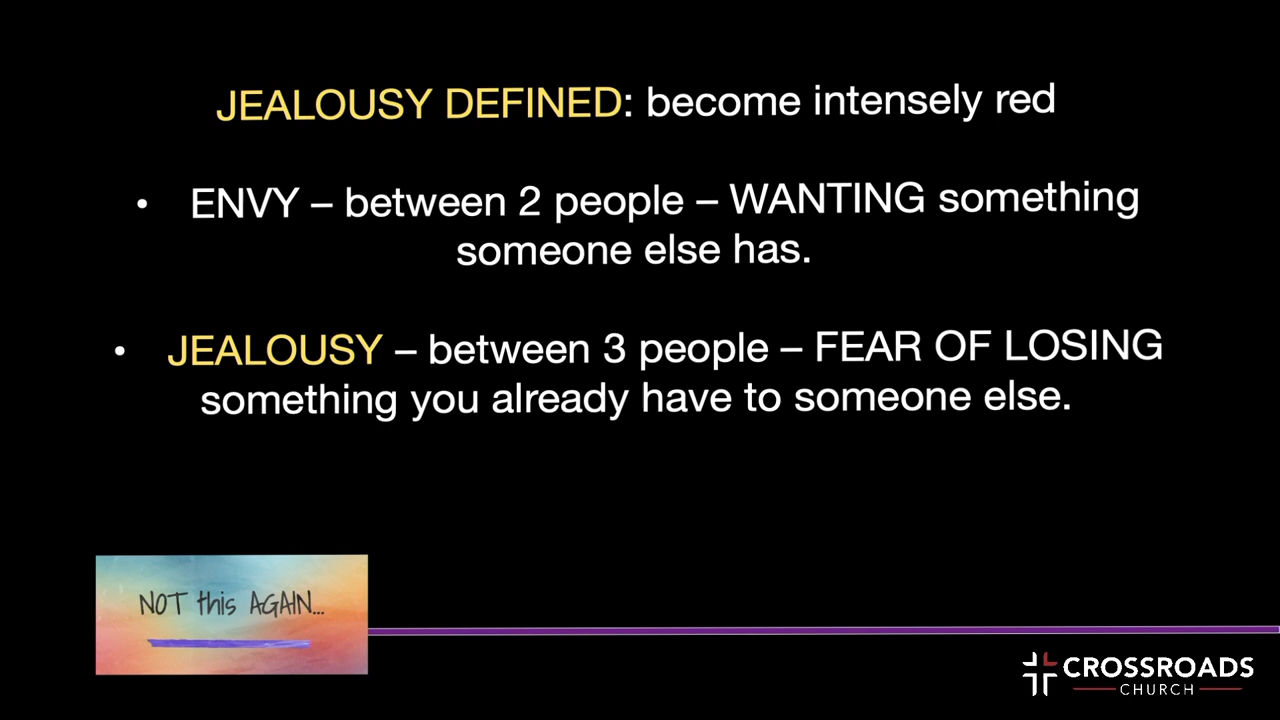 JEALOUSY DEFINED: become intensely red
• ENVY – between 2 people – WANTING something
someone else has.
• JEALOUSY – between 3 people – FEAR OF LOSING
something you already have to someone else.
NOT this AGAIN...
CROSSROADS
CHURCH